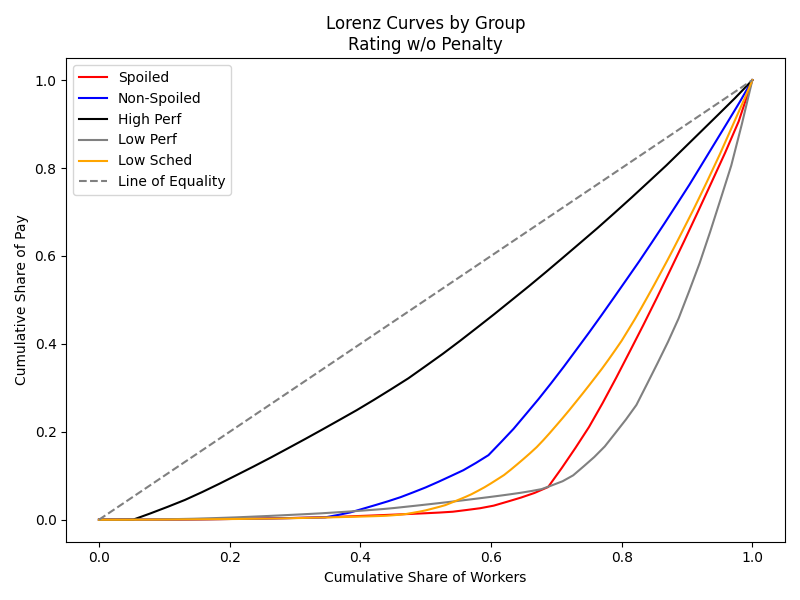 Lorenz Curves by Group
Rating w/o Penalty
Spoiled
Non-Spoiled
High Perf
Low Perf
Low Sched
Line of Equality
Cumulative Share of Pay
1.0
0.8
0.6
0.4
0.2
0.0
0.0 0.2 0.4 0.6 0.8 1.0
Cumulative Share of Workers